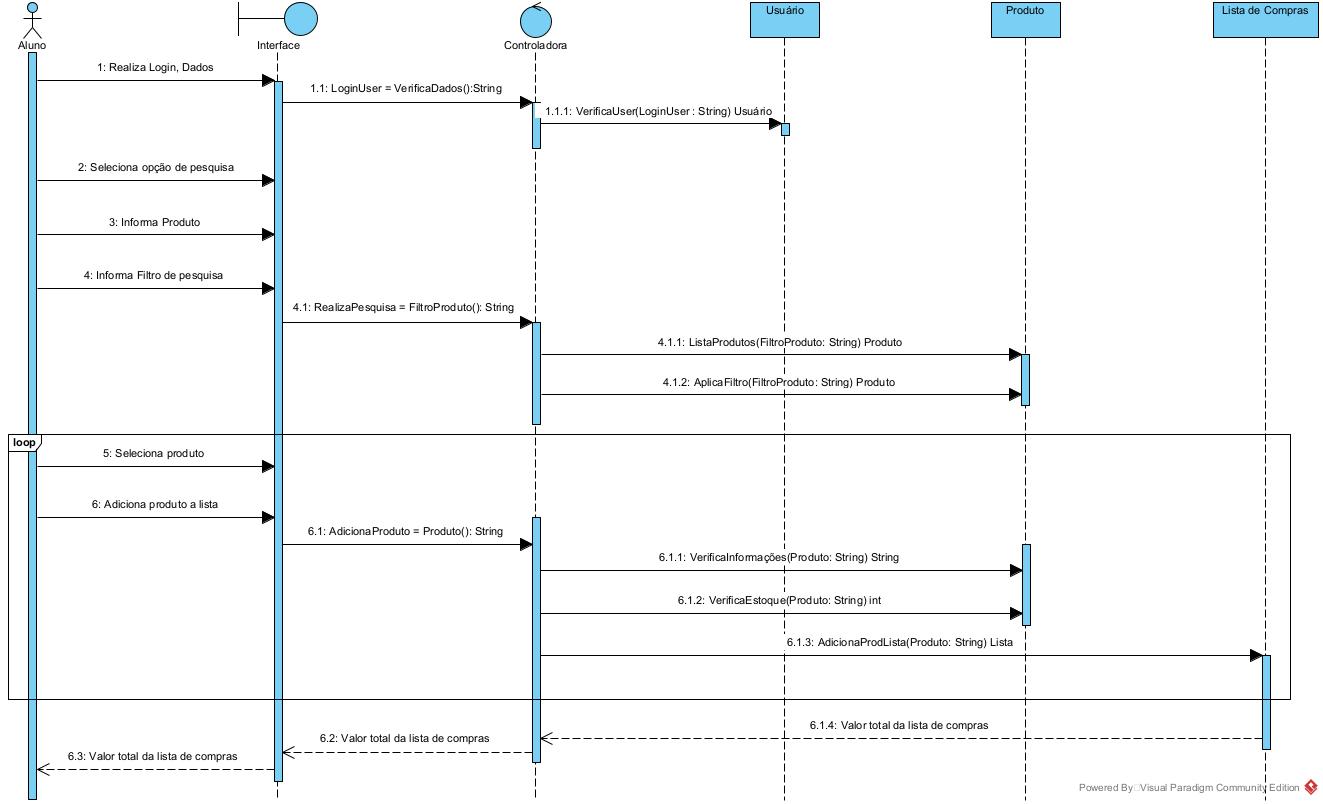 Usuário
Produto
Lista de Compras
Aluno
Interface
Controladora
1: Realiza Login, Dados
1.1: LoginUser = VerificaDados():String
1.1.1: VerificaUser(LoginUser : String) Usuário
2: Seleciona opção de pesquisa
3: Informa Produto
4: Informa Filtro de pesquisa
4.1: RealizaPesquisa = FiltroProduto(): String
4.1.1: ListaProdutos(FiltroProduto: String) Produto
4.1.2: AplicaFiltro(FiltroProduto: String) Produto
loop
5: Seleciona produto
6: Adiciona produto a lista
6.1: AdicionaProduto = Produto(): String
6.1.1: VerificaInformações(Produto: String) String
6.1.2: VerificaEstoque(Produto: String) int
6.1.3: AdicionaProdLista(Produto: String) Lista
6.1.4: Valor total da lista de compras
6.2: Valor total da lista de compras
6.3: Valor total da lista de compras
Powered By Visual Paradigm Community Edition